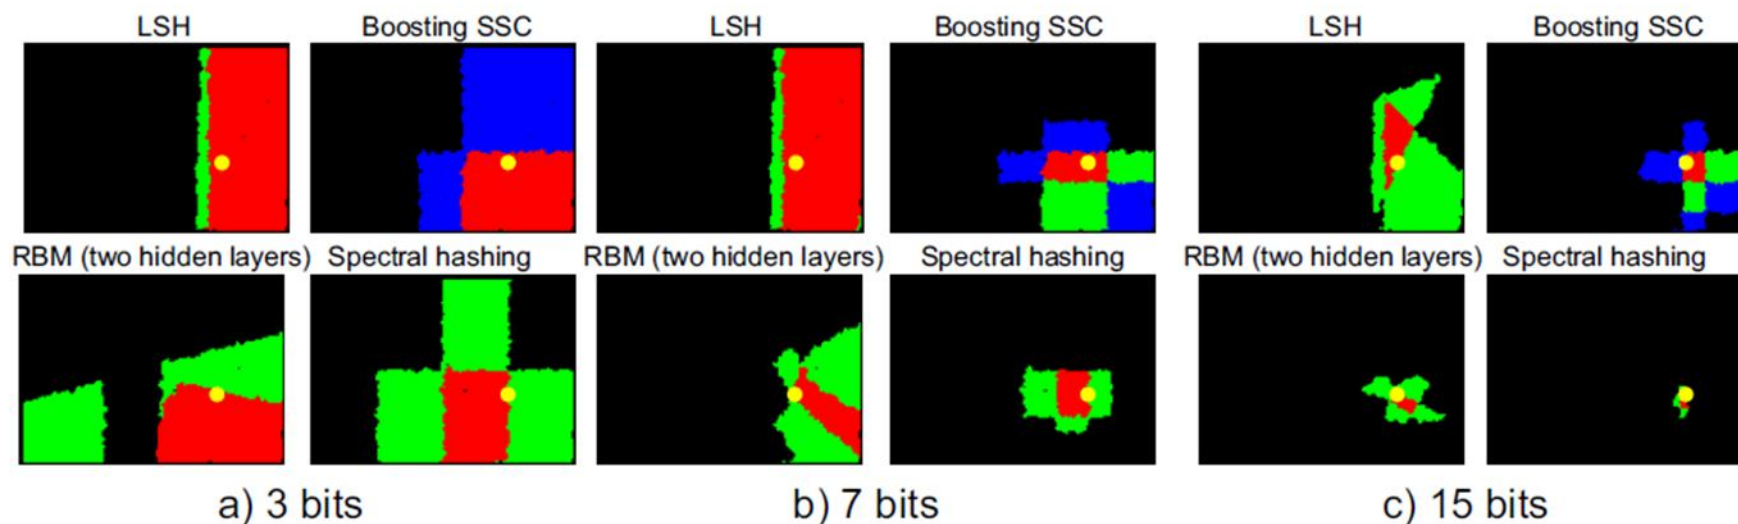 LSH Boosting SSC LSH Boosting SSC LSH Boosting SSC
RBM (two hidden layers) Spectral hashing RBM (two hidden layers) Spectral hashing RBM (two hidden layers) Spectral hashing
a) 3 bits b) 7 bits c) 15 bits